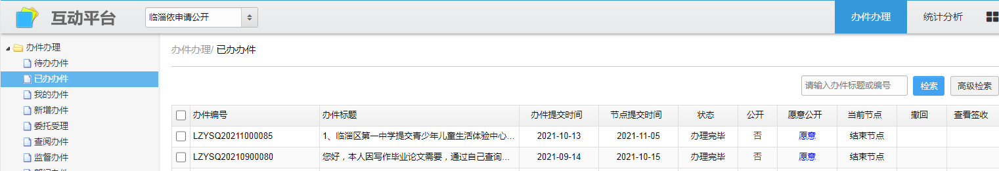 互动平台
临淄依申请公开
办件办理
统计分析
办件办理
待办办件
已办办件
我的办件
新增办件
委托受理
查阅办件
监督办件
办件办理/ 已办办件
请输入办件标题或编号
检索
高级检索
办件编号 办件标题 办件提交时间 节点提交时间 状态 公开 愿意公开 当前节点 撤回 查看签收
LZYSQ20211000085 1、临淄区第一中学提交青少年儿童生活体验中心... 2021-10-13 2021-11-05 办理完毕 否 愿意 结束节点
LZYSQ20210900080 您好，本人因写作毕业论文需要，通过自己查询... 2021-09-14 2021-10-15 办理完毕 否 愿意 结束节点